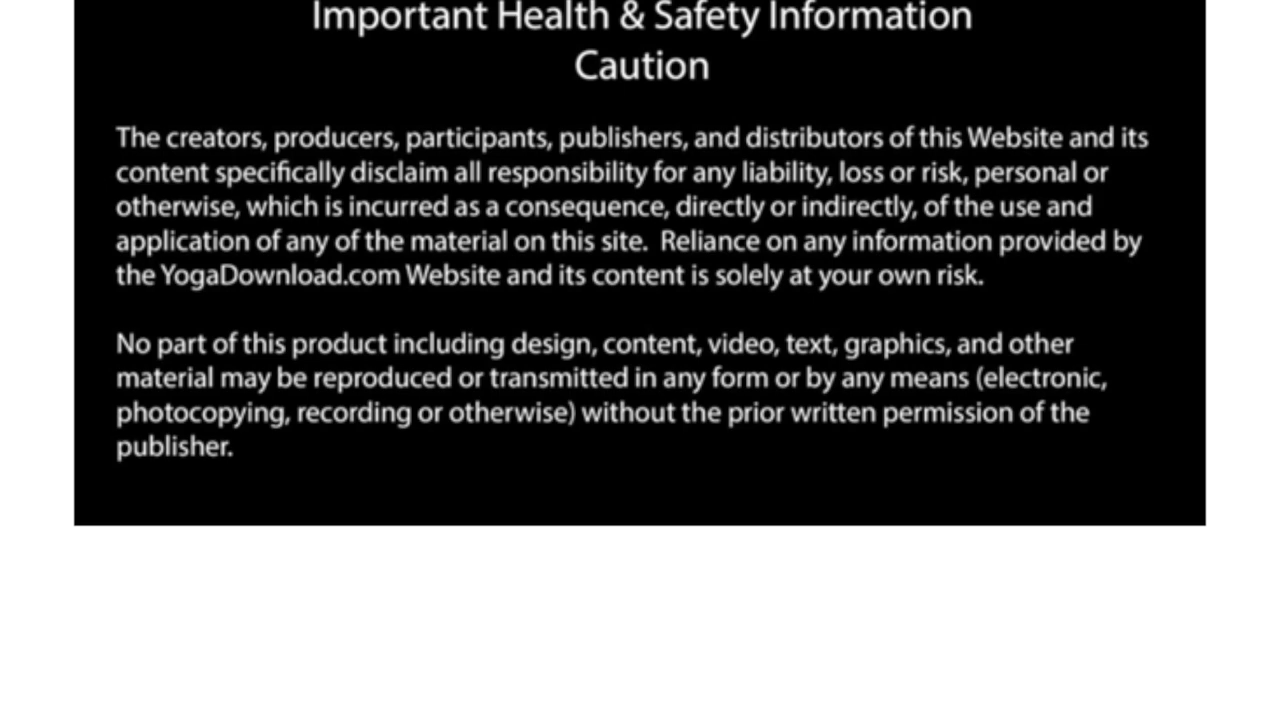 Important Health & Safety Information
Caution
The creators, producers, participants, publishers, and distributors of this Website and its
content specifically disclaim all responsibility for any liability, loss or risk, personal or
otherwise, which is incurred as a consequence, directly or indirectly, of the use and
application of any of the material on this site.  Reliance on any information provided by
the YogaDownload.com Website and its content is solely at your own risk.
No part of this product including design, content, video, text, graphics, and other
material may be reproduced or transmitted in any form or by any means (electronic,
photocopying, recording or otherwise) without the prior written permission of the
publisher.